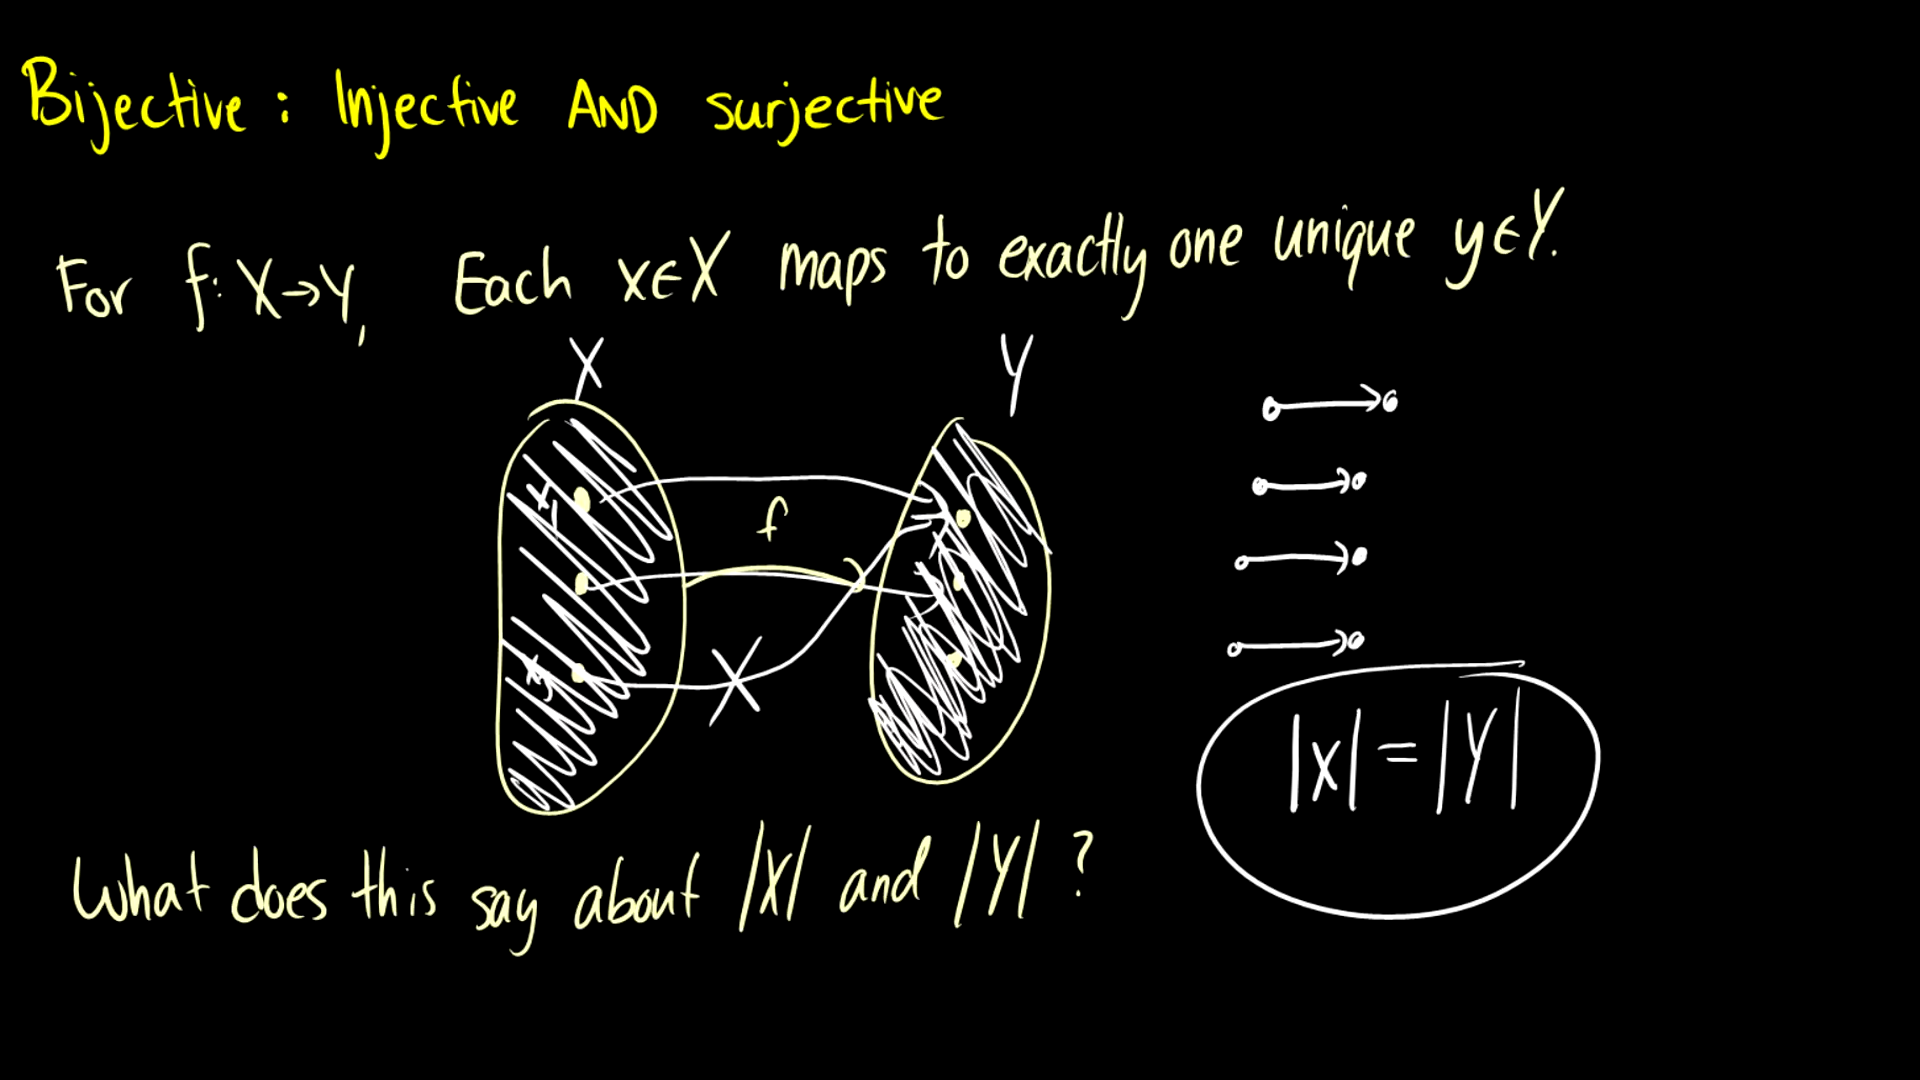 Bijective: Injective AND surjective
For f: X→Y, Each x∈X maps to exactly one unique y∈Y.
X Y
f
|X| = |Y|
What does this say about |X| and |Y| ?